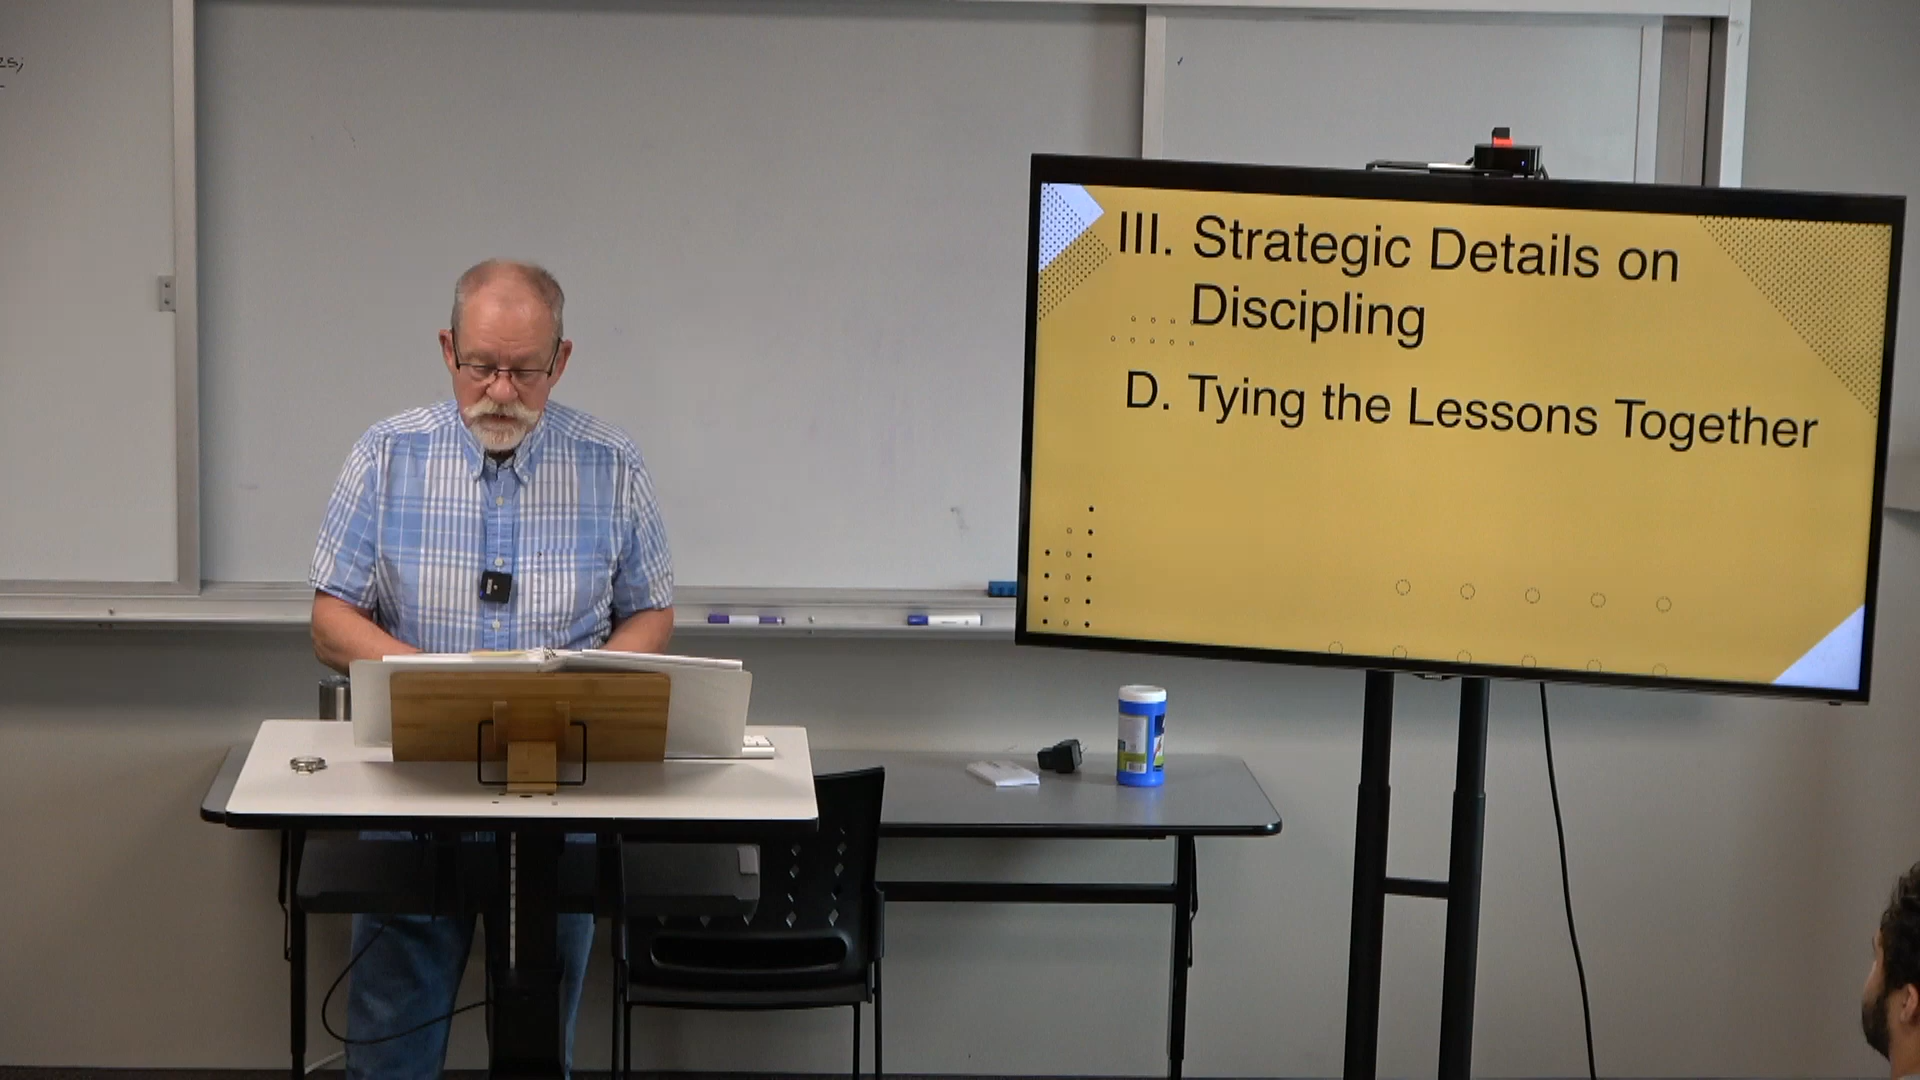 III. Strategic Details on
Discipling
D. Tying the Lessons Together